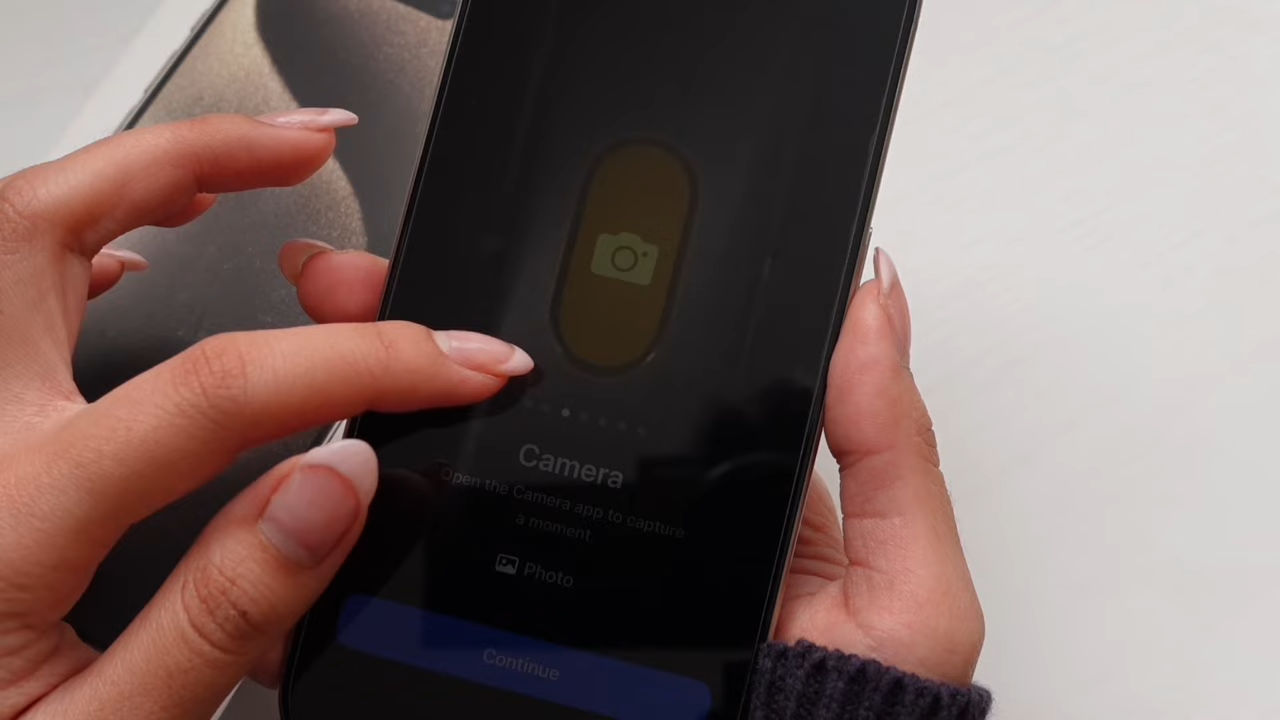 Camera
Open the Camera app to capture
a moment.
Photo
Continue